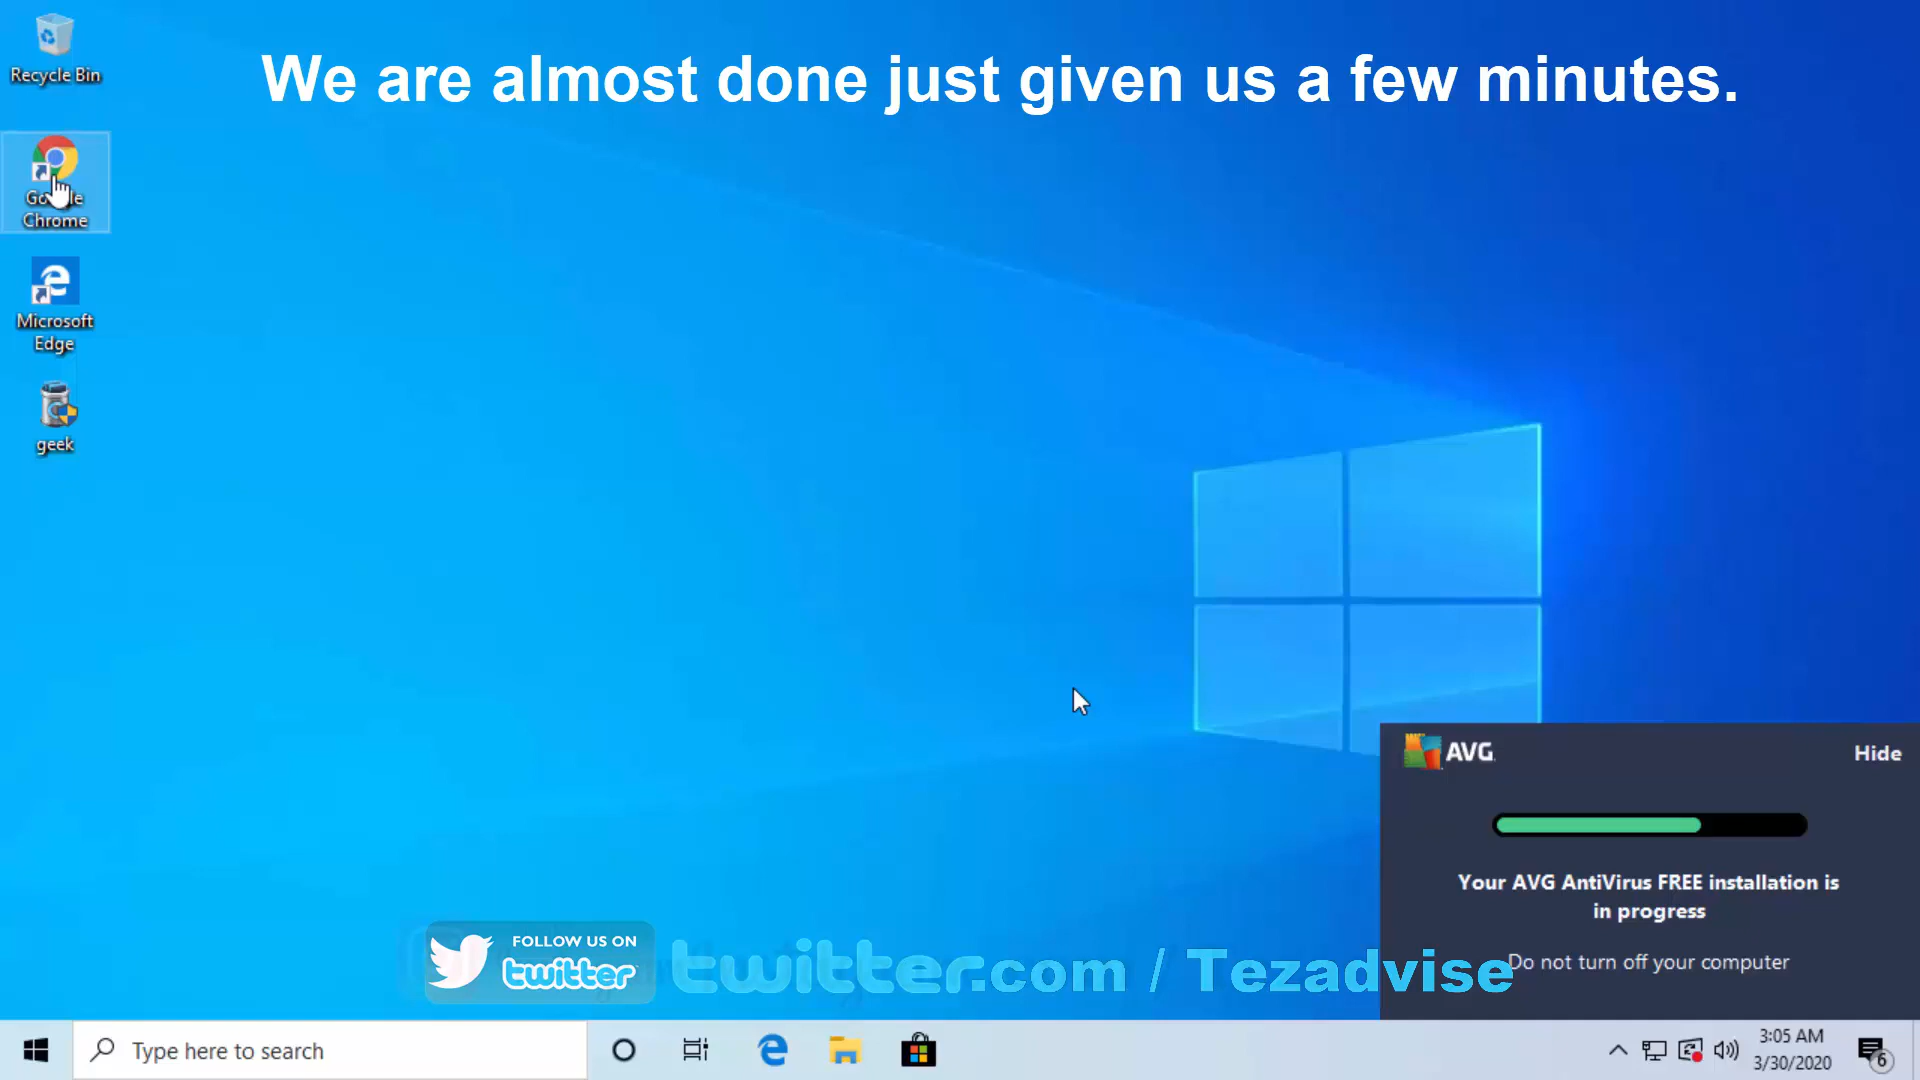 We are almost done just given us a few minutes.
Recycle Bin
Google
Chrome
Microsoft
Edge
geek
AVG
Hide
Your AVG AntiVirus FREE installation is
in progress
Do not turn off your computer
FOLLOW US ON
twitter
twitter.com / Tezadvise
Type here to search
3:05 AM
3/30/2020
6